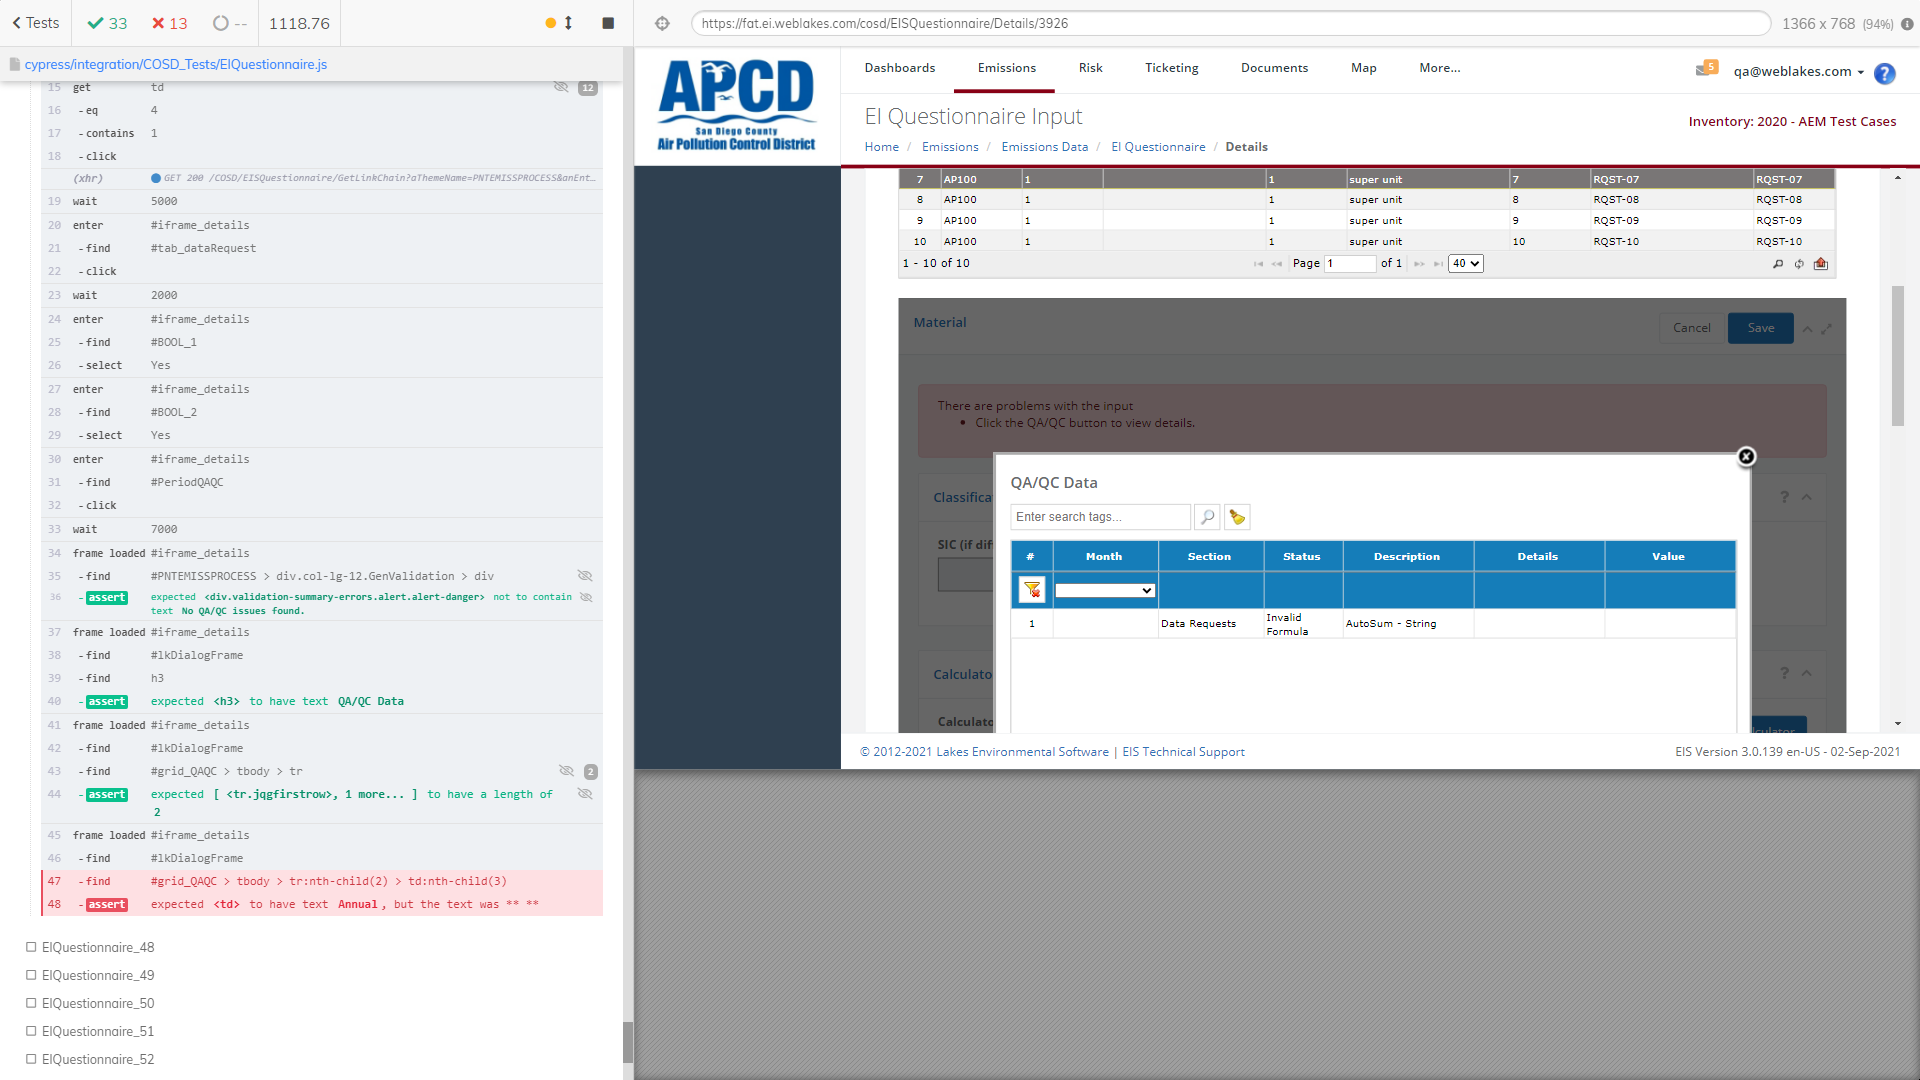 Tests 33 13 -- 1118.76
cypress/integration/COSD_Tests/EIQuestionnaire.js
15 get td 12
16 -eq 4
17 -contains 1
18 -click
(xhr) GET 200 /COSD/EISQuestionnaire/GetLinkChain?aThemeName=PNTEMISSPROCESS&anEnt…
19 wait 5000
20 enter #iframe_details
21 -find #tab_dataRequest
22 -click
23 wait 2000
24 enter #iframe_details
25 -find #BOOL_1
26 -select Yes
27 enter #iframe_details
28 -find #BOOL_2
29 -select Yes
30 enter #iframe_details
31 -find #PeriodQAQC
32 -click
33 wait 7000
34 frame loaded #iframe_details
35 -find #PNTEMISSPROCESS > div.col-lg-12.GenValidation > div
36 -assert expected <div.validation-summary-errors.alert.alert-danger> not to contain
text No QA/QC issues found.
37 frame loaded #iframe_details
38 -find #lkDialogFrame
39 -find h3
40 -assert expected <h3> to have text QA/QC Data
41 frame loaded #iframe_details
42 -find #lkDialogFrame
43 -find #grid_QAQC > tbody > tr 2
44 -assert expected [ <tr.jqgfirstrow>, 1 more... ] to have a length of
2
45 frame loaded #iframe_details
46 -find #lkDialogFrame
47 -find #grid_QAQC > tbody > tr:nth-child(2) > td:nth-child(3)
48 -assert expected <td> to have text Annual, but the text was ** **
EIQuestionnaire_48
EIQuestionnaire_49
EIQuestionnaire_50
EIQuestionnaire_51
EIQuestionnaire_52
https://fat.ei.weblakes.com/cosd/EISQuestionnaire/Details/3926 1366 x 768 (94%)
APCD
San Diego County
Air Pollution Control District
Dashboards Emissions Risk Ticketing Documents Map More... 5 qa@weblakes.com ?
EI Questionnaire Input
Inventory: 2020 - AEM Test Cases
Home / Emissions / Emissions Data / EI Questionnaire / Details
7 AP100 1 1 super unit 7 RQST-07 RQST-07
8 AP100 1 1 super unit 8 RQST-08 RQST-08
9 AP100 1 1 super unit 9 RQST-09 RQST-09
10 AP100 1 1 super unit 10 RQST-10 RQST-10
1 - 10 of 10 Page 1 of 1 40
Material Cancel Save
There are problems with the input
• Click the QA/QC button to view details.
Classifica ?
SIC (if dif
Calculato ?
Calculato lculator
QA/QC Data
Enter search tags...
# Month Section Status Description Details Value
1 Data Requests Invalid Formula AutoSum - String
© 2012-2021 Lakes Environmental Software | EIS Technical Support EIS Version 3.0.139 en-US - 02-Sep-2021